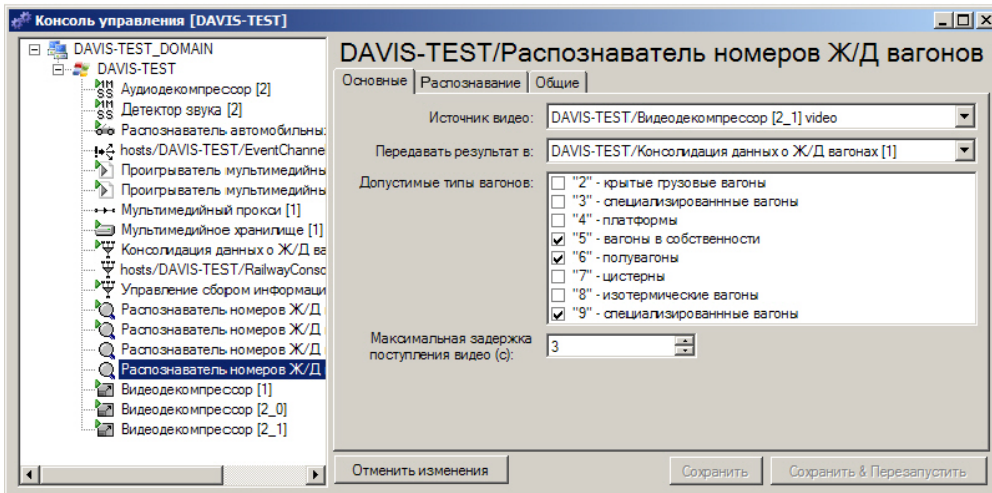 Консоль управления [DAVIS-TEST]
DAVIS-TEST_DOMAIN
DAVIS-TEST
Аудиодекомпрессор [2]
Детектор звука [2]
Распознаватель автомобильны
hosts/DAVIS-TEST/EventChanne
Проигрыватель мультимедийны
Проигрыватель мультимедийны
Мультимедийный прокси [1]
Мультимедийное хранилище [1]
Консолидация данных о Ж/Д ва
hosts/DAVIS-TEST/RailwayConso
Управление сбором информаци
Распознаватель номеров Ж/Д
Распознаватель номеров Ж/Д
Распознаватель номеров Ж/Д
Распознаватель номеров Ж/Д
Видеодекомпрессор [1]
Видеодекомпрессор [2_0]
Видеодекомпрессор [2_1]
DAVIS-TEST/Распознаватель номеров Ж/Д вагонов
Основные Распознавание Общие
Источник видео: DAVIS-TEST/Видеодекомпрессор [2_1] video
Передавать результат в: DAVIS-TEST/Консолидация данных о Ж/Д вагонах [1]
Допустимые типы вагонов:
"2" - крытые грузовые вагоны
"3" - специализированнные вагоны
"4" - платформы
"5" - вагоны в собственности
"6" - полувагоны
"7" - цистерны
"8" - изотермические вагоны
"9" - специализированнные вагоны
Максимальная задержка
поступления видео (с): 3
Отменить изменения Сохранить Сохранить & Перезапустить